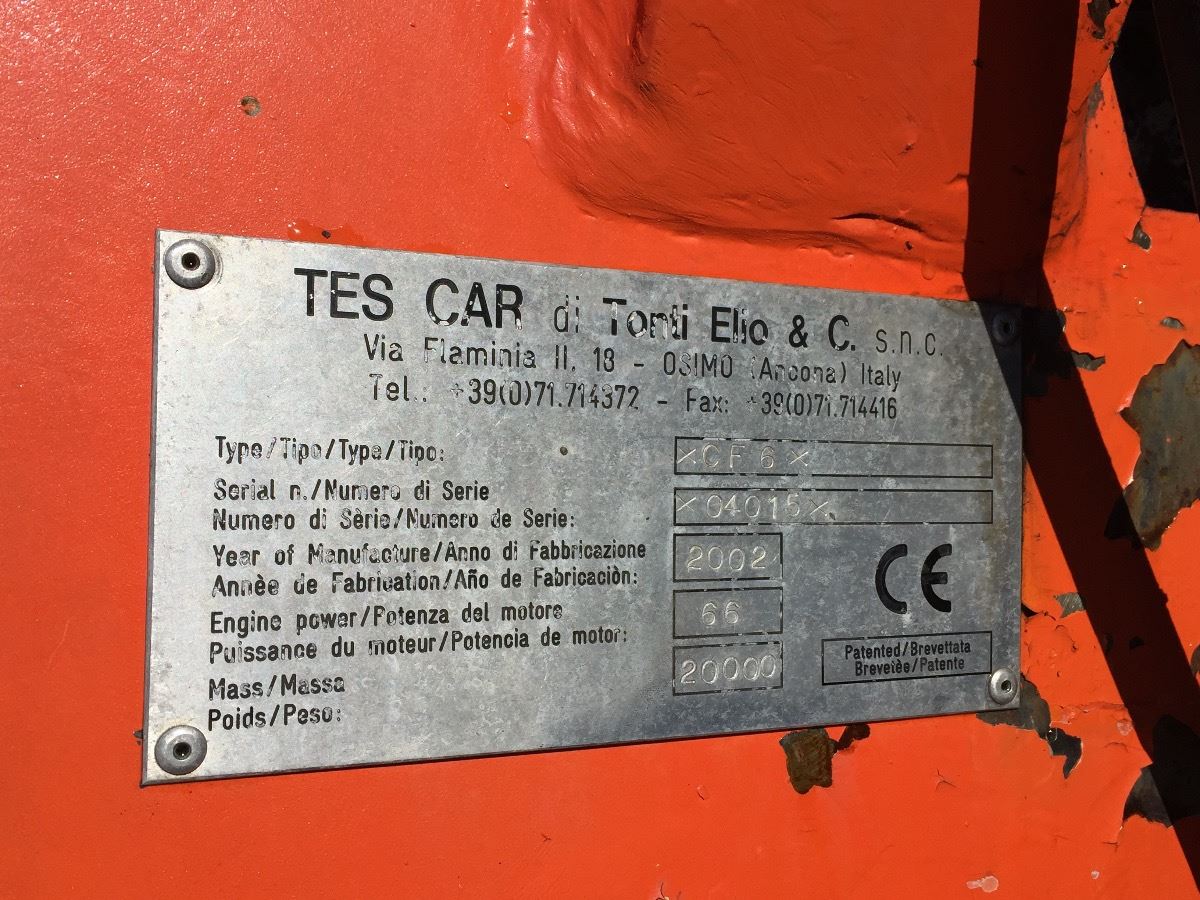 TES CAR di Tonti Elio & C. s.n.c.
Via Flaminia II, 18 - OSIMO (Ancona) Italy
Tel.: +39(0)71.714372 - Fax: +39(0)71.714416
Type/Tipo/Type/Tipo: ×CF6×
Serial n./Numero di Serie
Numero di Sèrie/Numero de Serie: ×04015×
Year of Manufacture/Anno di Fabbricazione
Annèe de Fabrication/Año de Fabricaciòn: 2002
Engine power/Potenza del motore
Puissance du moteur/Potencia de motor: 66
Mass/Massa
Poids/Peso: 20000
CE
Patented/Brevettata
Brevetèe/Patente